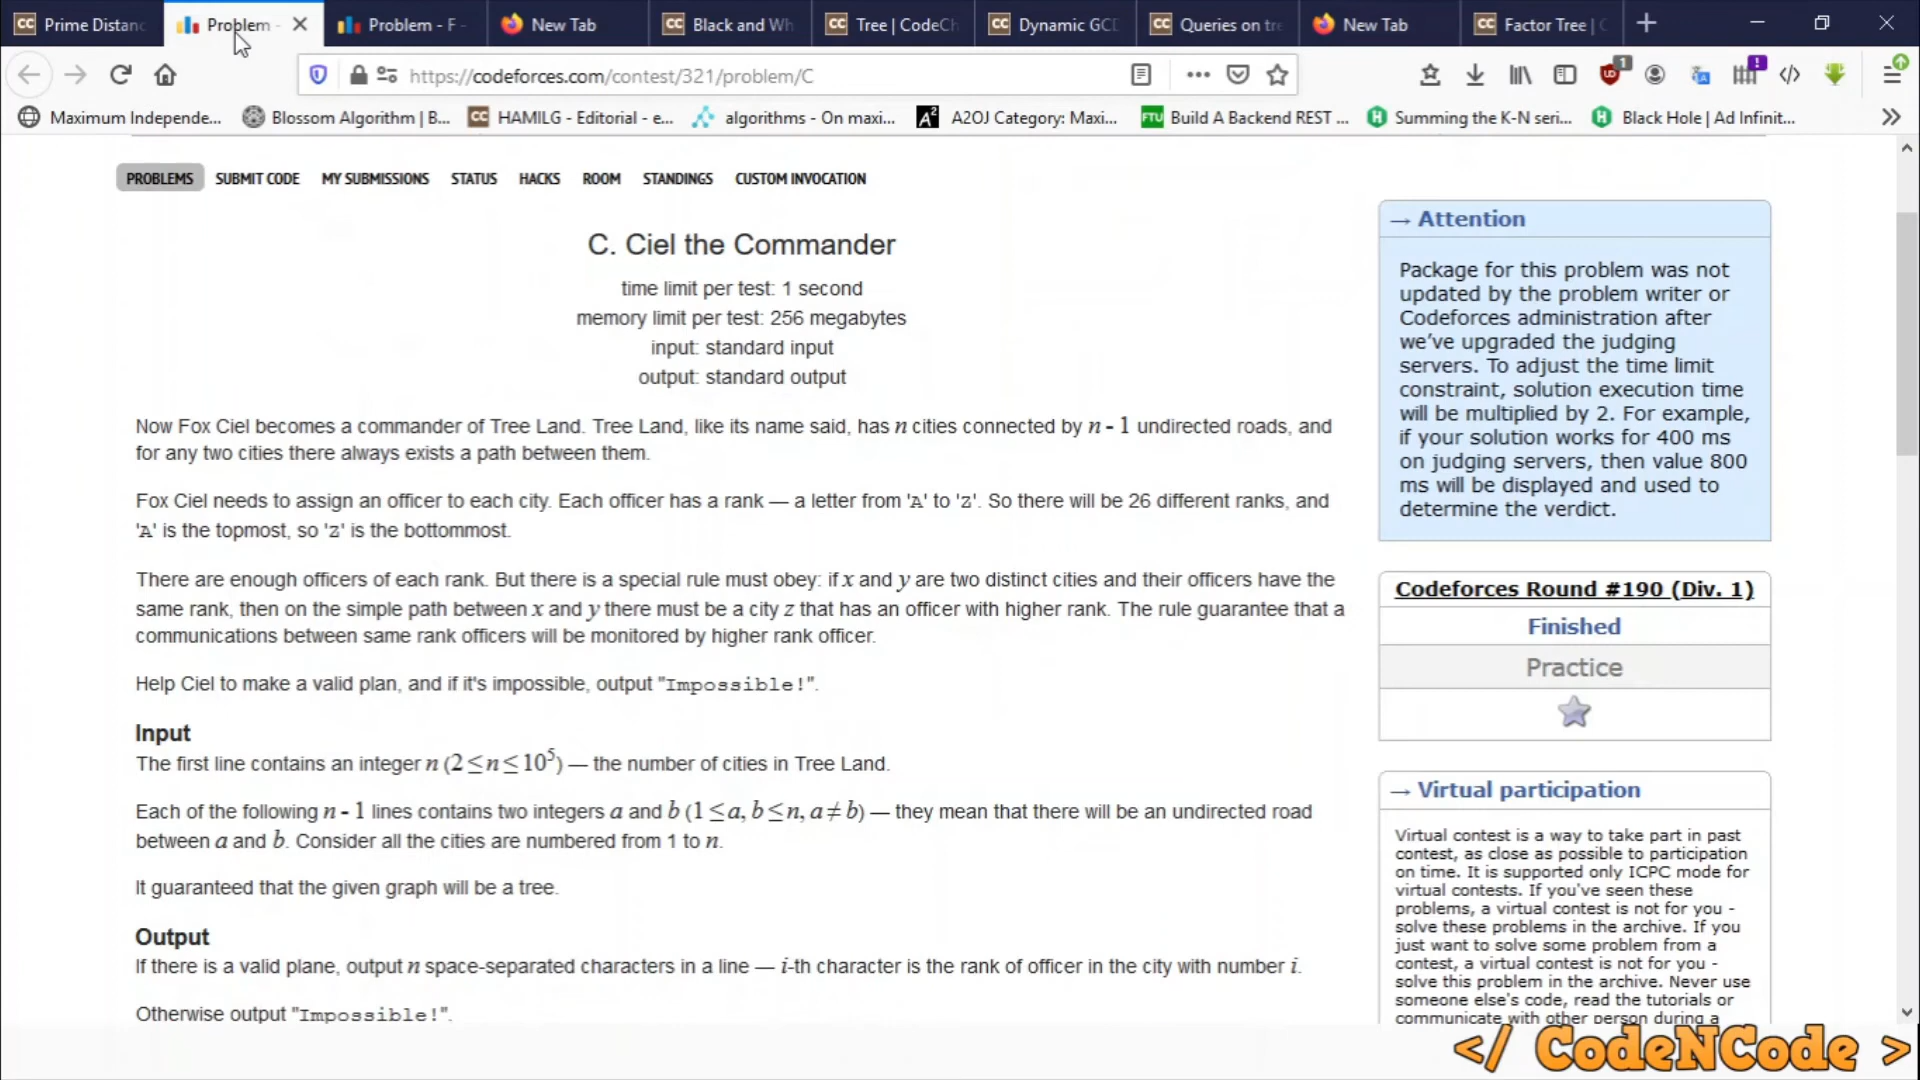 Prime Distanc
Problem -
Problem - F -
New Tab
Black and Wh
Tree | CodeCh
Dynamic GCD
Queries on tre
New Tab
Factor Tree | C
https://codeforces.com/contest/321/problem/C
1
!
Maximum Independe...
Blossom Algorithm | B...
HAMILG - Editorial - e...
algorithms - On maxi...
A2OJ Category: Maxi...
FTU Build A Backend REST ...
Summing the K-N seri...
Black Hole | Ad Infinit...
PROBLEMS SUBMIT CODE MY SUBMISSIONS STATUS HACKS ROOM STANDINGS CUSTOM INVOCATION
C. Ciel the Commander
time limit per test: 1 second
memory limit per test: 256 megabytes
input: standard input
output: standard output
Now Fox Ciel becomes a commander of Tree Land. Tree Land, like its name said, has n cities connected by n - 1 undirected roads, and
for any two cities there always exists a path between them.
Fox Ciel needs to assign an officer to each city. Each officer has a rank — a letter from 'A' to 'Z'. So there will be 26 different ranks, and
'A' is the topmost, so 'Z' is the bottommost.
There are enough officers of each rank. But there is a special rule must obey: if x and y are two distinct cities and their officers have the
same rank, then on the simple path between x and y there must be a city z that has an officer with higher rank. The rule guarantee that a
communications between same rank officers will be monitored by higher rank officer.
Help Ciel to make a valid plan, and if it's impossible, output "Impossible!".
Input
The first line contains an integer n (2 ≤ n ≤ 10⁵) — the number of cities in Tree Land.
Each of the following n - 1 lines contains two integers a and b (1 ≤ a, b ≤ n, a ≠ b) — they mean that there will be an undirected road
between a and b. Consider all the cities are numbered from 1 to n.
It guaranteed that the given graph will be a tree.
Output
If there is a valid plane, output n space-separated characters in a line — i-th character is the rank of officer in the city with number i.
Otherwise output "Impossible!".
→ Attention
Package for this problem was not
updated by the problem writer or
Codeforces administration after
we've upgraded the judging
servers. To adjust the time limit
constraint, solution execution time
will be multiplied by 2. For example,
if your solution works for 400 ms
on judging servers, then value 800
ms will be displayed and used to
determine the verdict.
Codeforces Round #190 (Div. 1)
Finished
Practice
→ Virtual participation
Virtual contest is a way to take part in past
contest, as close as possible to participation
on time. It is supported only ICPC mode for
virtual contests. If you've seen these
problems, a virtual contest is not for you -
solve these problems in the archive. If you
just want to solve some problem from a
contest, a virtual contest is not for you -
solve this problem in the archive. Never use
someone else's code, read the tutorials or
communicate with other person during a
</ CodeNCode >